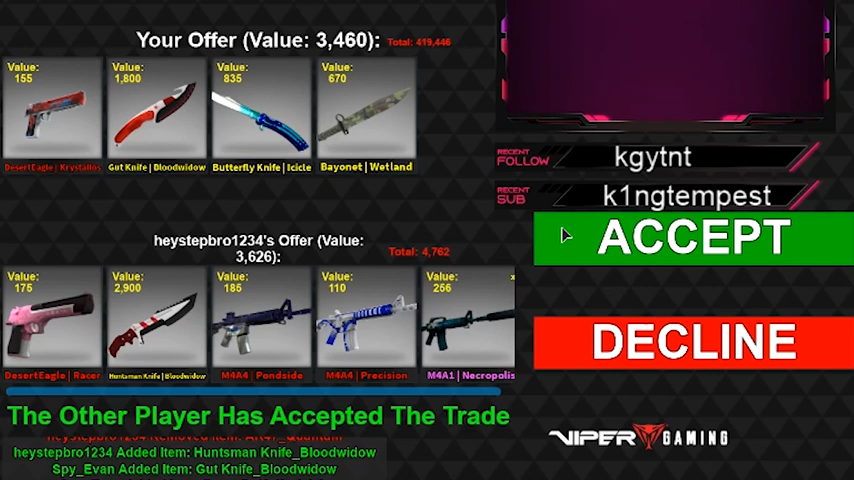 Your Offer (Value: 3,460): Total: 419,446
Value: Value: Value: Value:
155 1,800 835 670
DesertEagle | Krystallos Gut Knife | Bloodwidow Butterfly Knife | Icicle Bayonet | Wetland
RECENT FOLLOW kgytnt
RECENT SUB k1ngtempest
ACCEPT
heystepbro1234's Offer (Value: 3,626): Total: 4,762
Value: Value: Value: Value: Value:
175 2,900 185 110 256
DesertEagle | Racer Huntsman Knife | Bloodwidow M4A4 | Pondside M4A4 | Precision M4A1 | Necropolis
DECLINE
The Other Player Has Accepted The Trade
heystepbro1234 Removed Item: AK47_Quantum
heystepbro1234 Added Item: Huntsman Knife_Bloodwidow
Spy_Evan Added Item: Gut Knife_Bloodwidow
VIPER GAMING